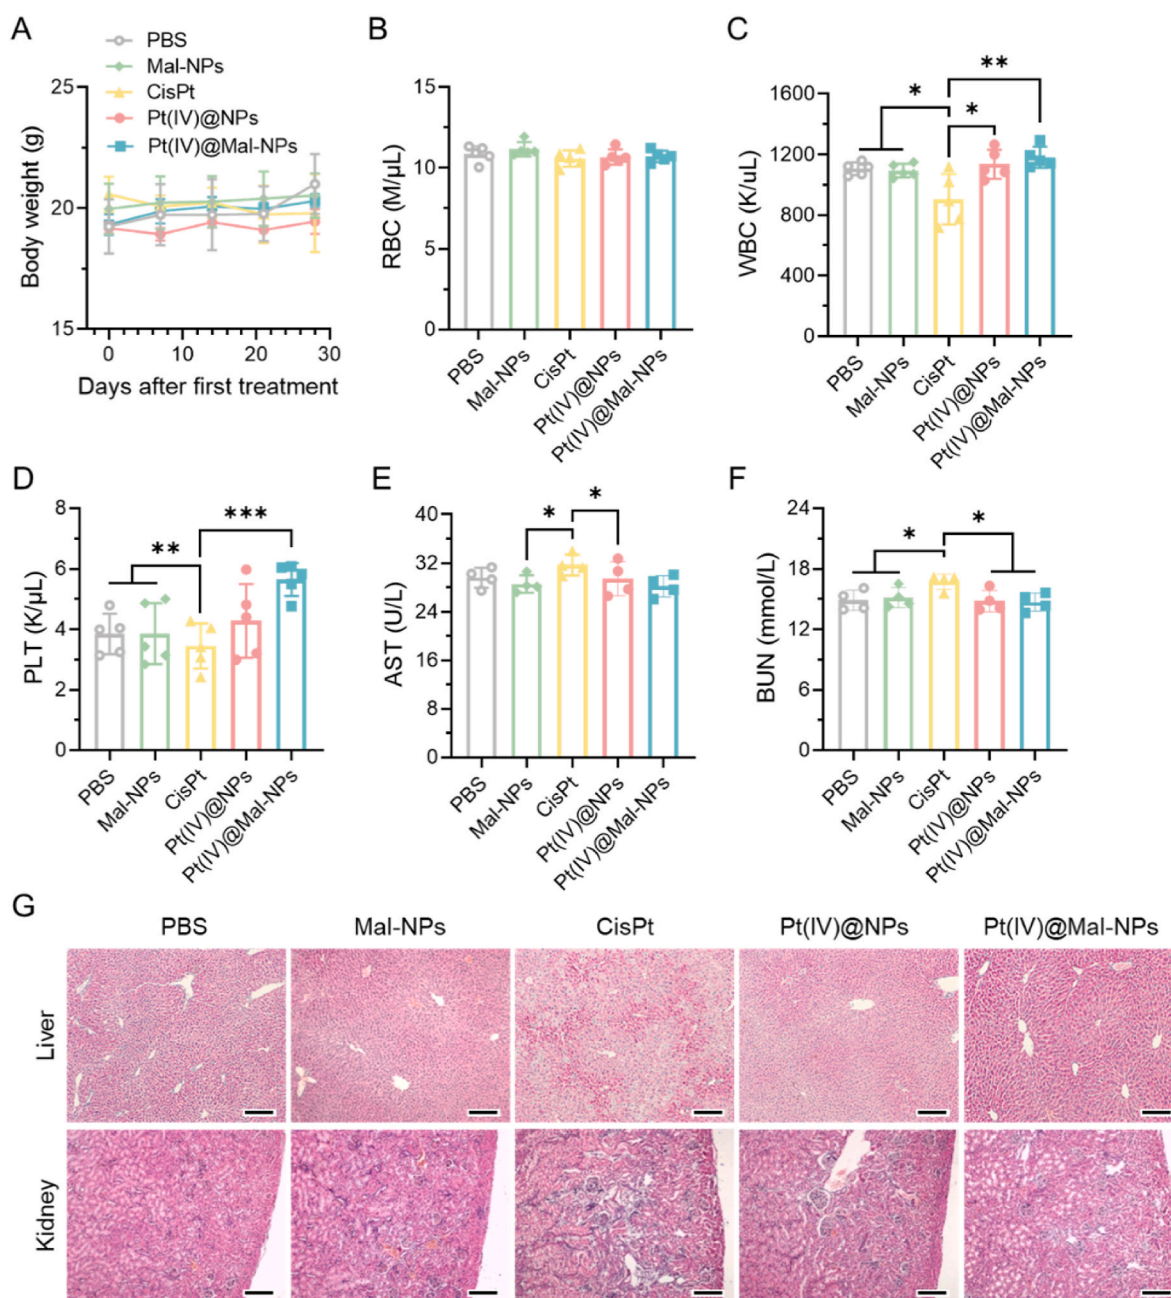 A
PBS
Mal-NPs
CisPt
Pt(IV)@NPs
Pt(IV)@Mal-NPs
25
20
15
Body weight (g)
0
10
20
30
Days after first treatment
B
15
10
5
0
RBC (M/µL)
PBS
Mal-NPs
CisPt
Pt(IV)@NPs
Pt(IV)@Mal-NPs
C
**
*
*
1600
1200
800
400
0
WBC (K/uL)
PBS
Mal-NPs
CisPt
Pt(IV)@NPs
Pt(IV)@Mal-NPs
D
8
6
4
2
0
PLT (K/µL)
***
**
PBS
Mal-NPs
CisPt
Pt(IV)@NPs
Pt(IV)@Mal-NPs
E
40
32
24
16
8
0
AST (U/L)
*
*
PBS
Mal-NPs
CisPt
Pt(IV)@NPs
Pt(IV)@Mal-NPs
F
24
18
12
6
0
BUN (mmol/L)
*
*
PBS
Mal-NPs
CisPt
Pt(IV)@NPs
Pt(IV)@Mal-NPs
G
PBS
Mal-NPs
CisPt
Pt(IV)@NPs
Pt(IV)@Mal-NPs
Liver
Kidney